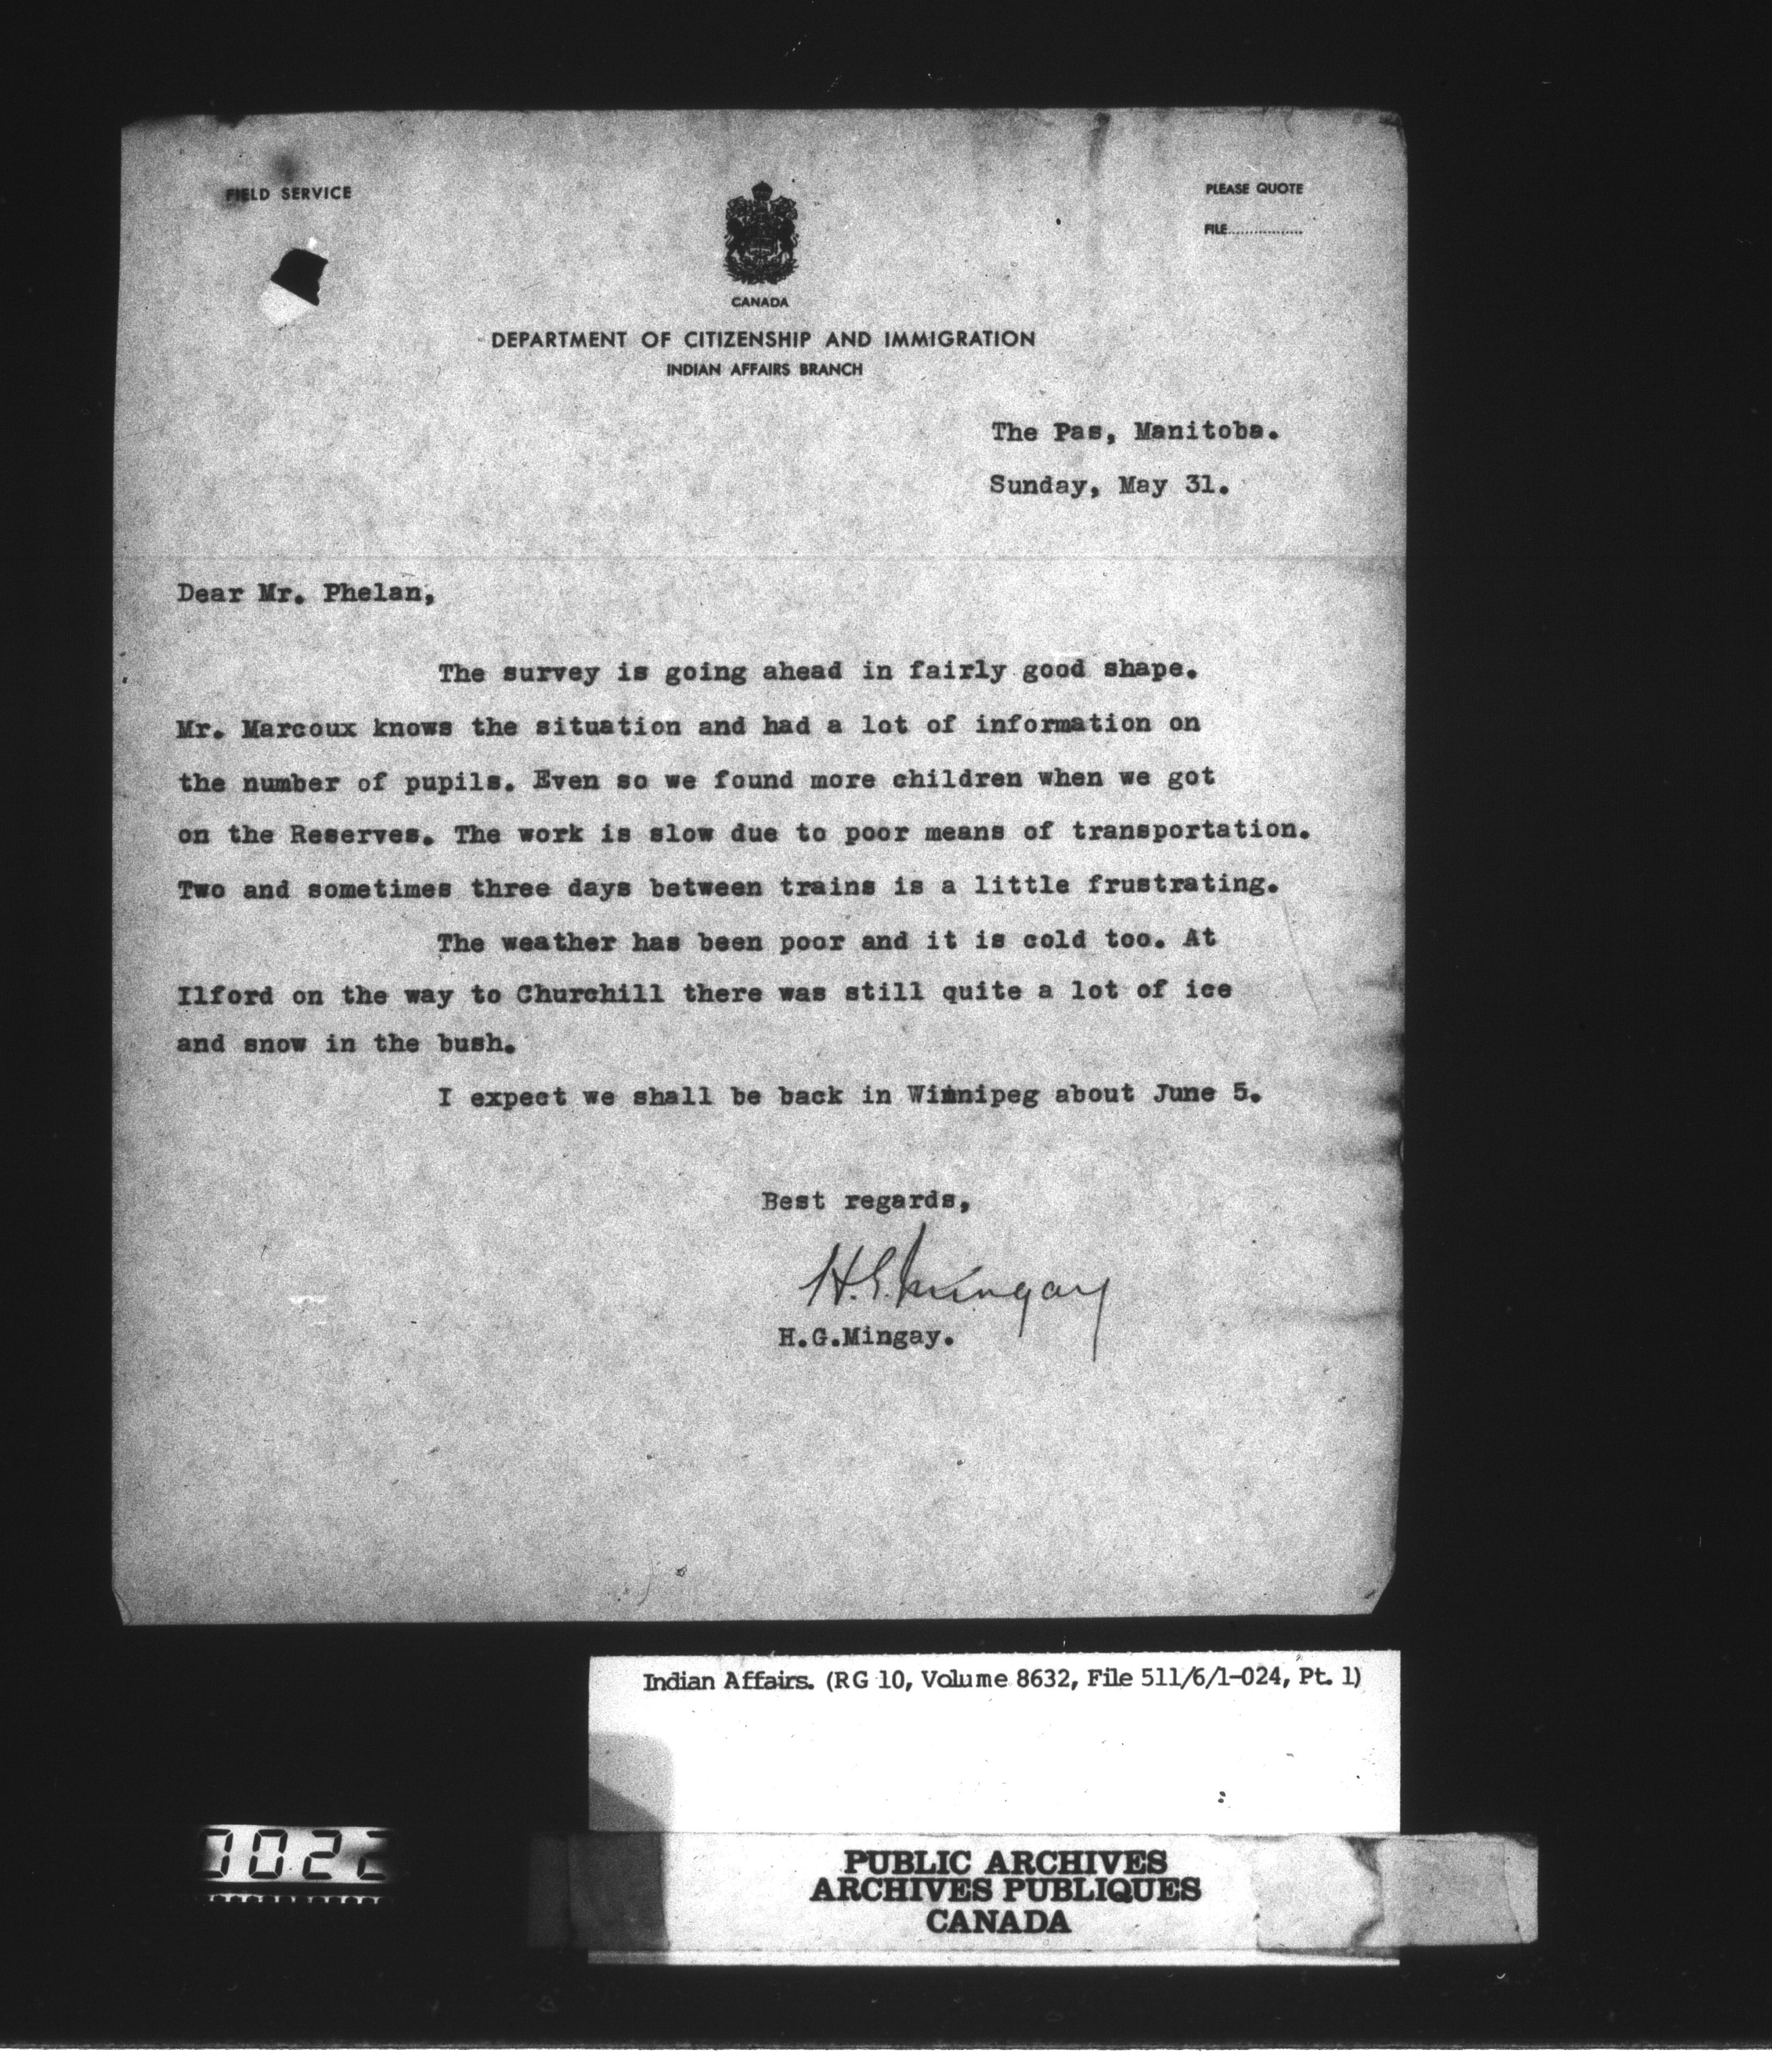 FIELD SERVICE
PLEASE QUOTE
FILE.................
CANADA
DEPARTMENT OF CITIZENSHIP AND IMMIGRATION
INDIAN AFFAIRS BRANCH
The Pas, Manitoba.
Sunday, May 31.
Dear Mr. Phelan,
The survey is going ahead in fairly good shape.
Mr. Marcoux knows the situation and had a lot of information on
the number of pupils. Even so we found more children when we got
on the Reserves. The work is slow due to poor means of transportation.
Two and sometimes three days between trains is a little frustrating.
The weather has been poor and it is cold too. At
Ilford on the way to Churchill there was still quite a lot of ice
and snow in the bush.
I expect we shall be back in Winnipeg about June 5.
Best regards,
H.G.Mingay
H.G.Mingay.
Indian Affairs. (RG 10, Volume 8632, File 511/6/1-024, Pt. 1)
0022
PUBLIC ARCHIVES
ARCHIVES PUBLIQUES
CANADA